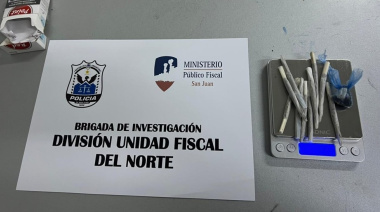 POLICIA
MINISTERIO
Público Fiscal
San Juan
BRIGADA DE INVESTIGACIÓN
DIVISIÓN UNIDAD FISCAL
DEL NORTE